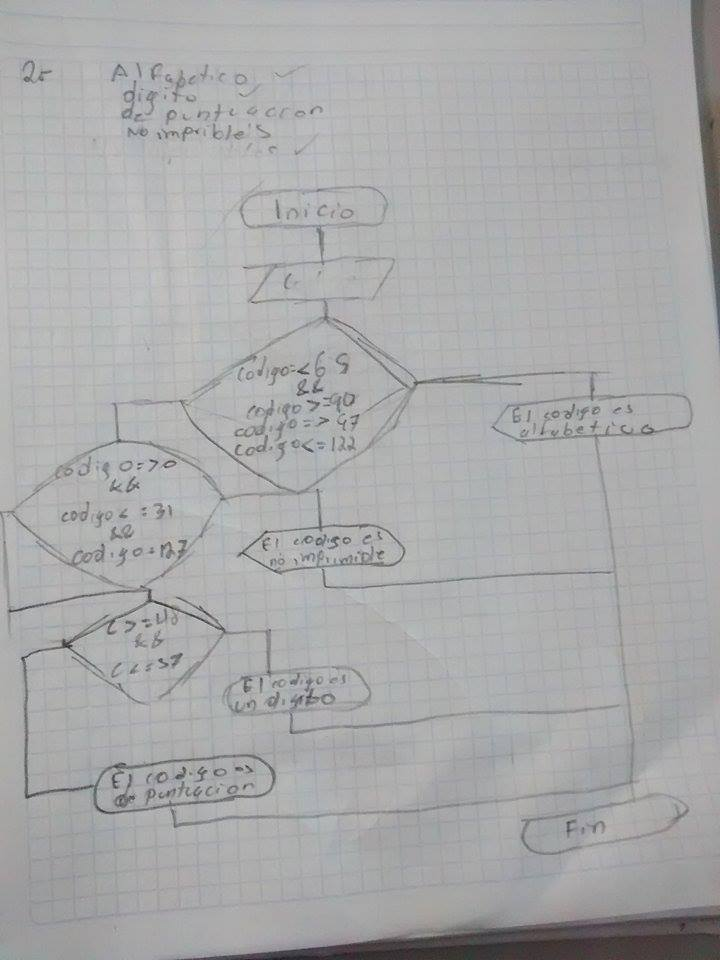 2-
Alfabetico
digito
de puntuacion
No impribles
Inicio
codigo=<65
&&
codigo>=90
codigo=>97
codigo<=122
El codigo es
alfabetico
codigo=>0
&&
codigo<=31
&&
codigo=127
El codigo es
no imprimible
C>=48
&&
C<=57
El codigo es
un digito
El codigo es
de puntuacion
Fin